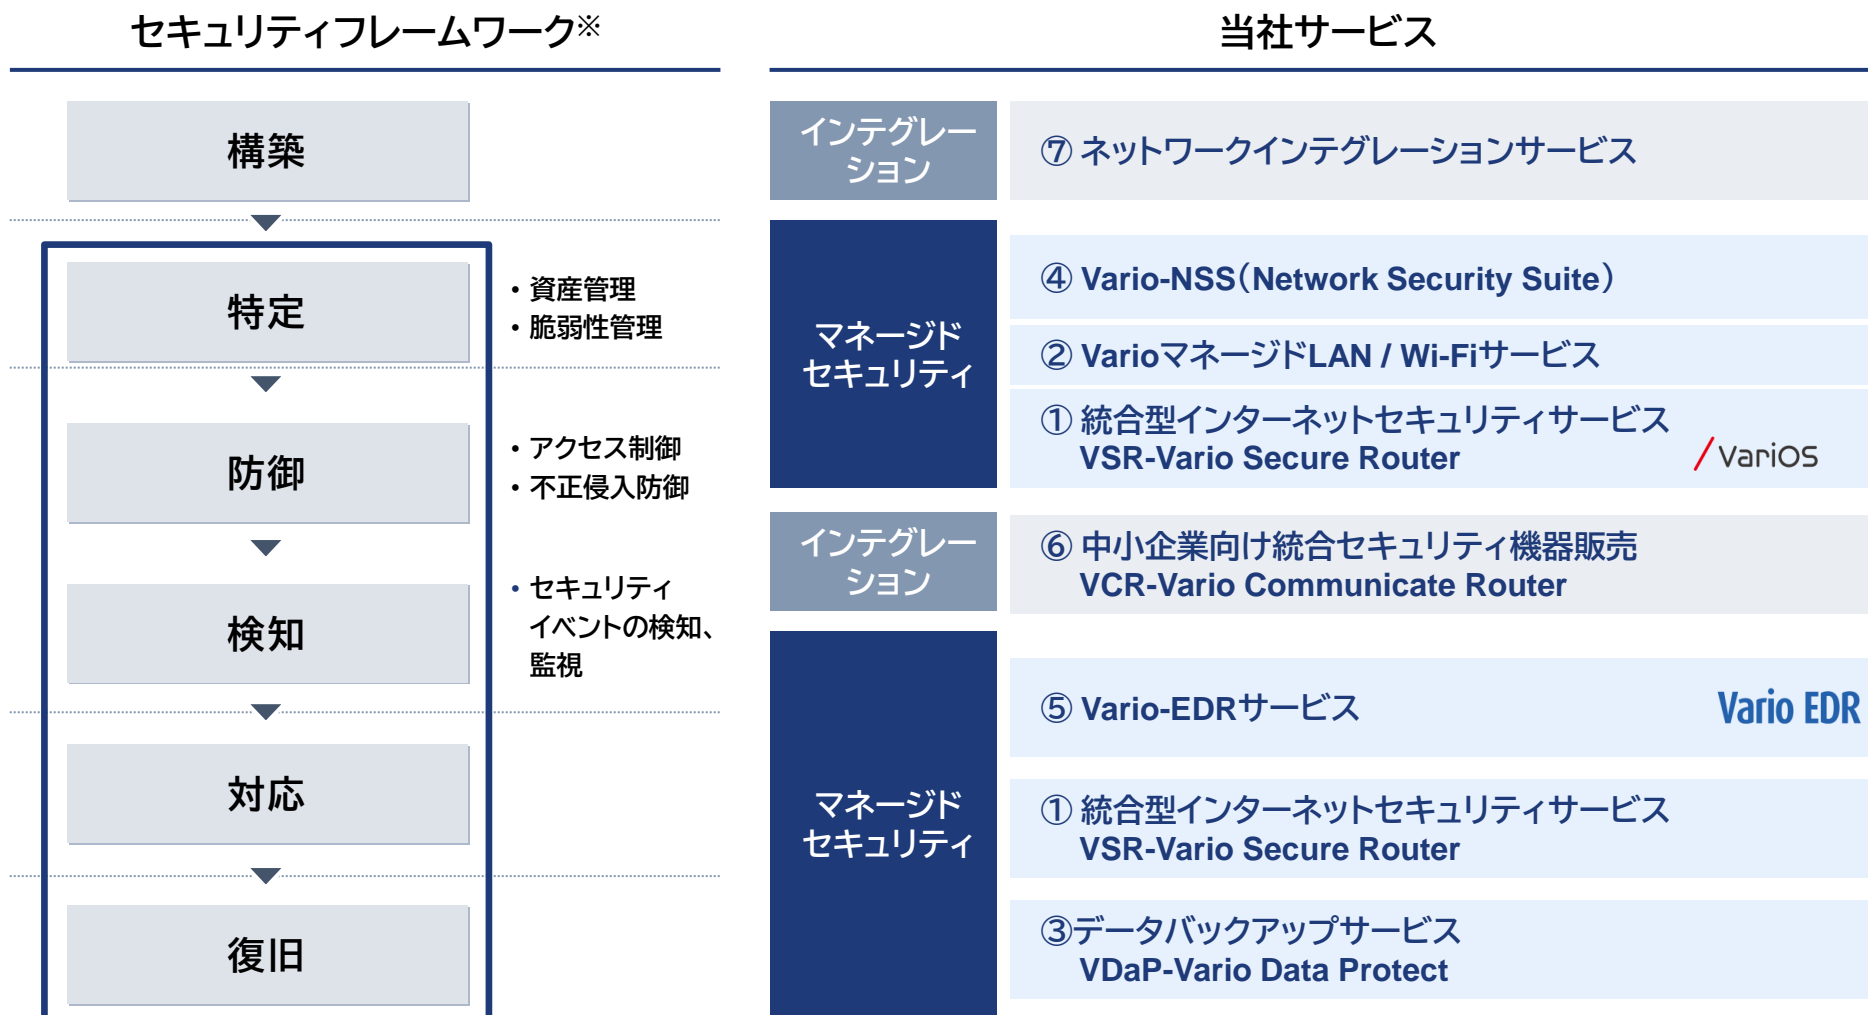 セキュリティフレームワーク※
構築
特定
・資産管理
・脆弱性管理
防御
・アクセス制御
・不正侵入防御
検知
・セキュリティ
イベントの検知、
監視
対応
復旧
当社サービス
インテグレー
ション
⑦ ネットワークインテグレーションサービス
マネージド
セキュリティ
④ Vario-NSS（Network Security Suite）
② VarioマネージドLAN / Wi-Fiサービス
① 統合型インターネットセキュリティサービス
VSR-Vario Secure Router
VariOS
インテグレー
ション
⑥ 中小企業向け統合セキュリティ機器販売
VCR-Vario Communicate Router
マネージド
セキュリティ
⑤ Vario-EDRサービス
Vario EDR
① 統合型インターネットセキュリティサービス
VSR-Vario Secure Router
③データバックアップサービス
VDaP-Vario Data Protect